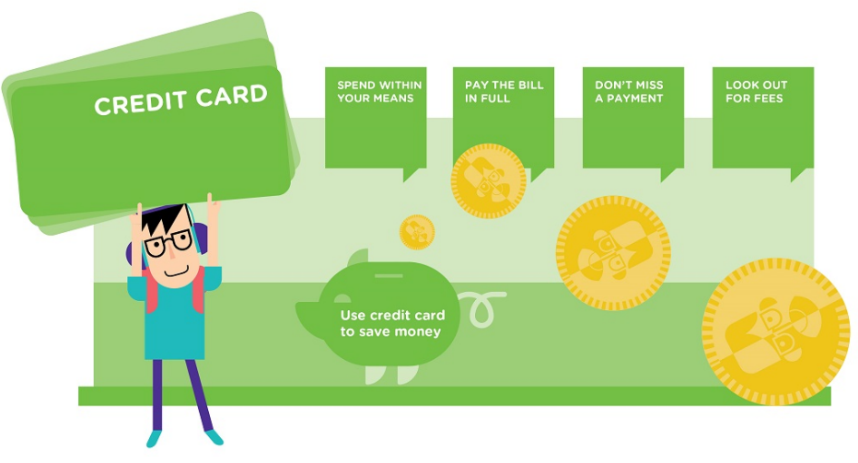 CREDIT CARD
SPEND WITHIN
YOUR MEANS
PAY THE BILL
IN FULL
DON'T MISS
A PAYMENT
LOOK OUT
FOR FEES
Use credit card
to save money